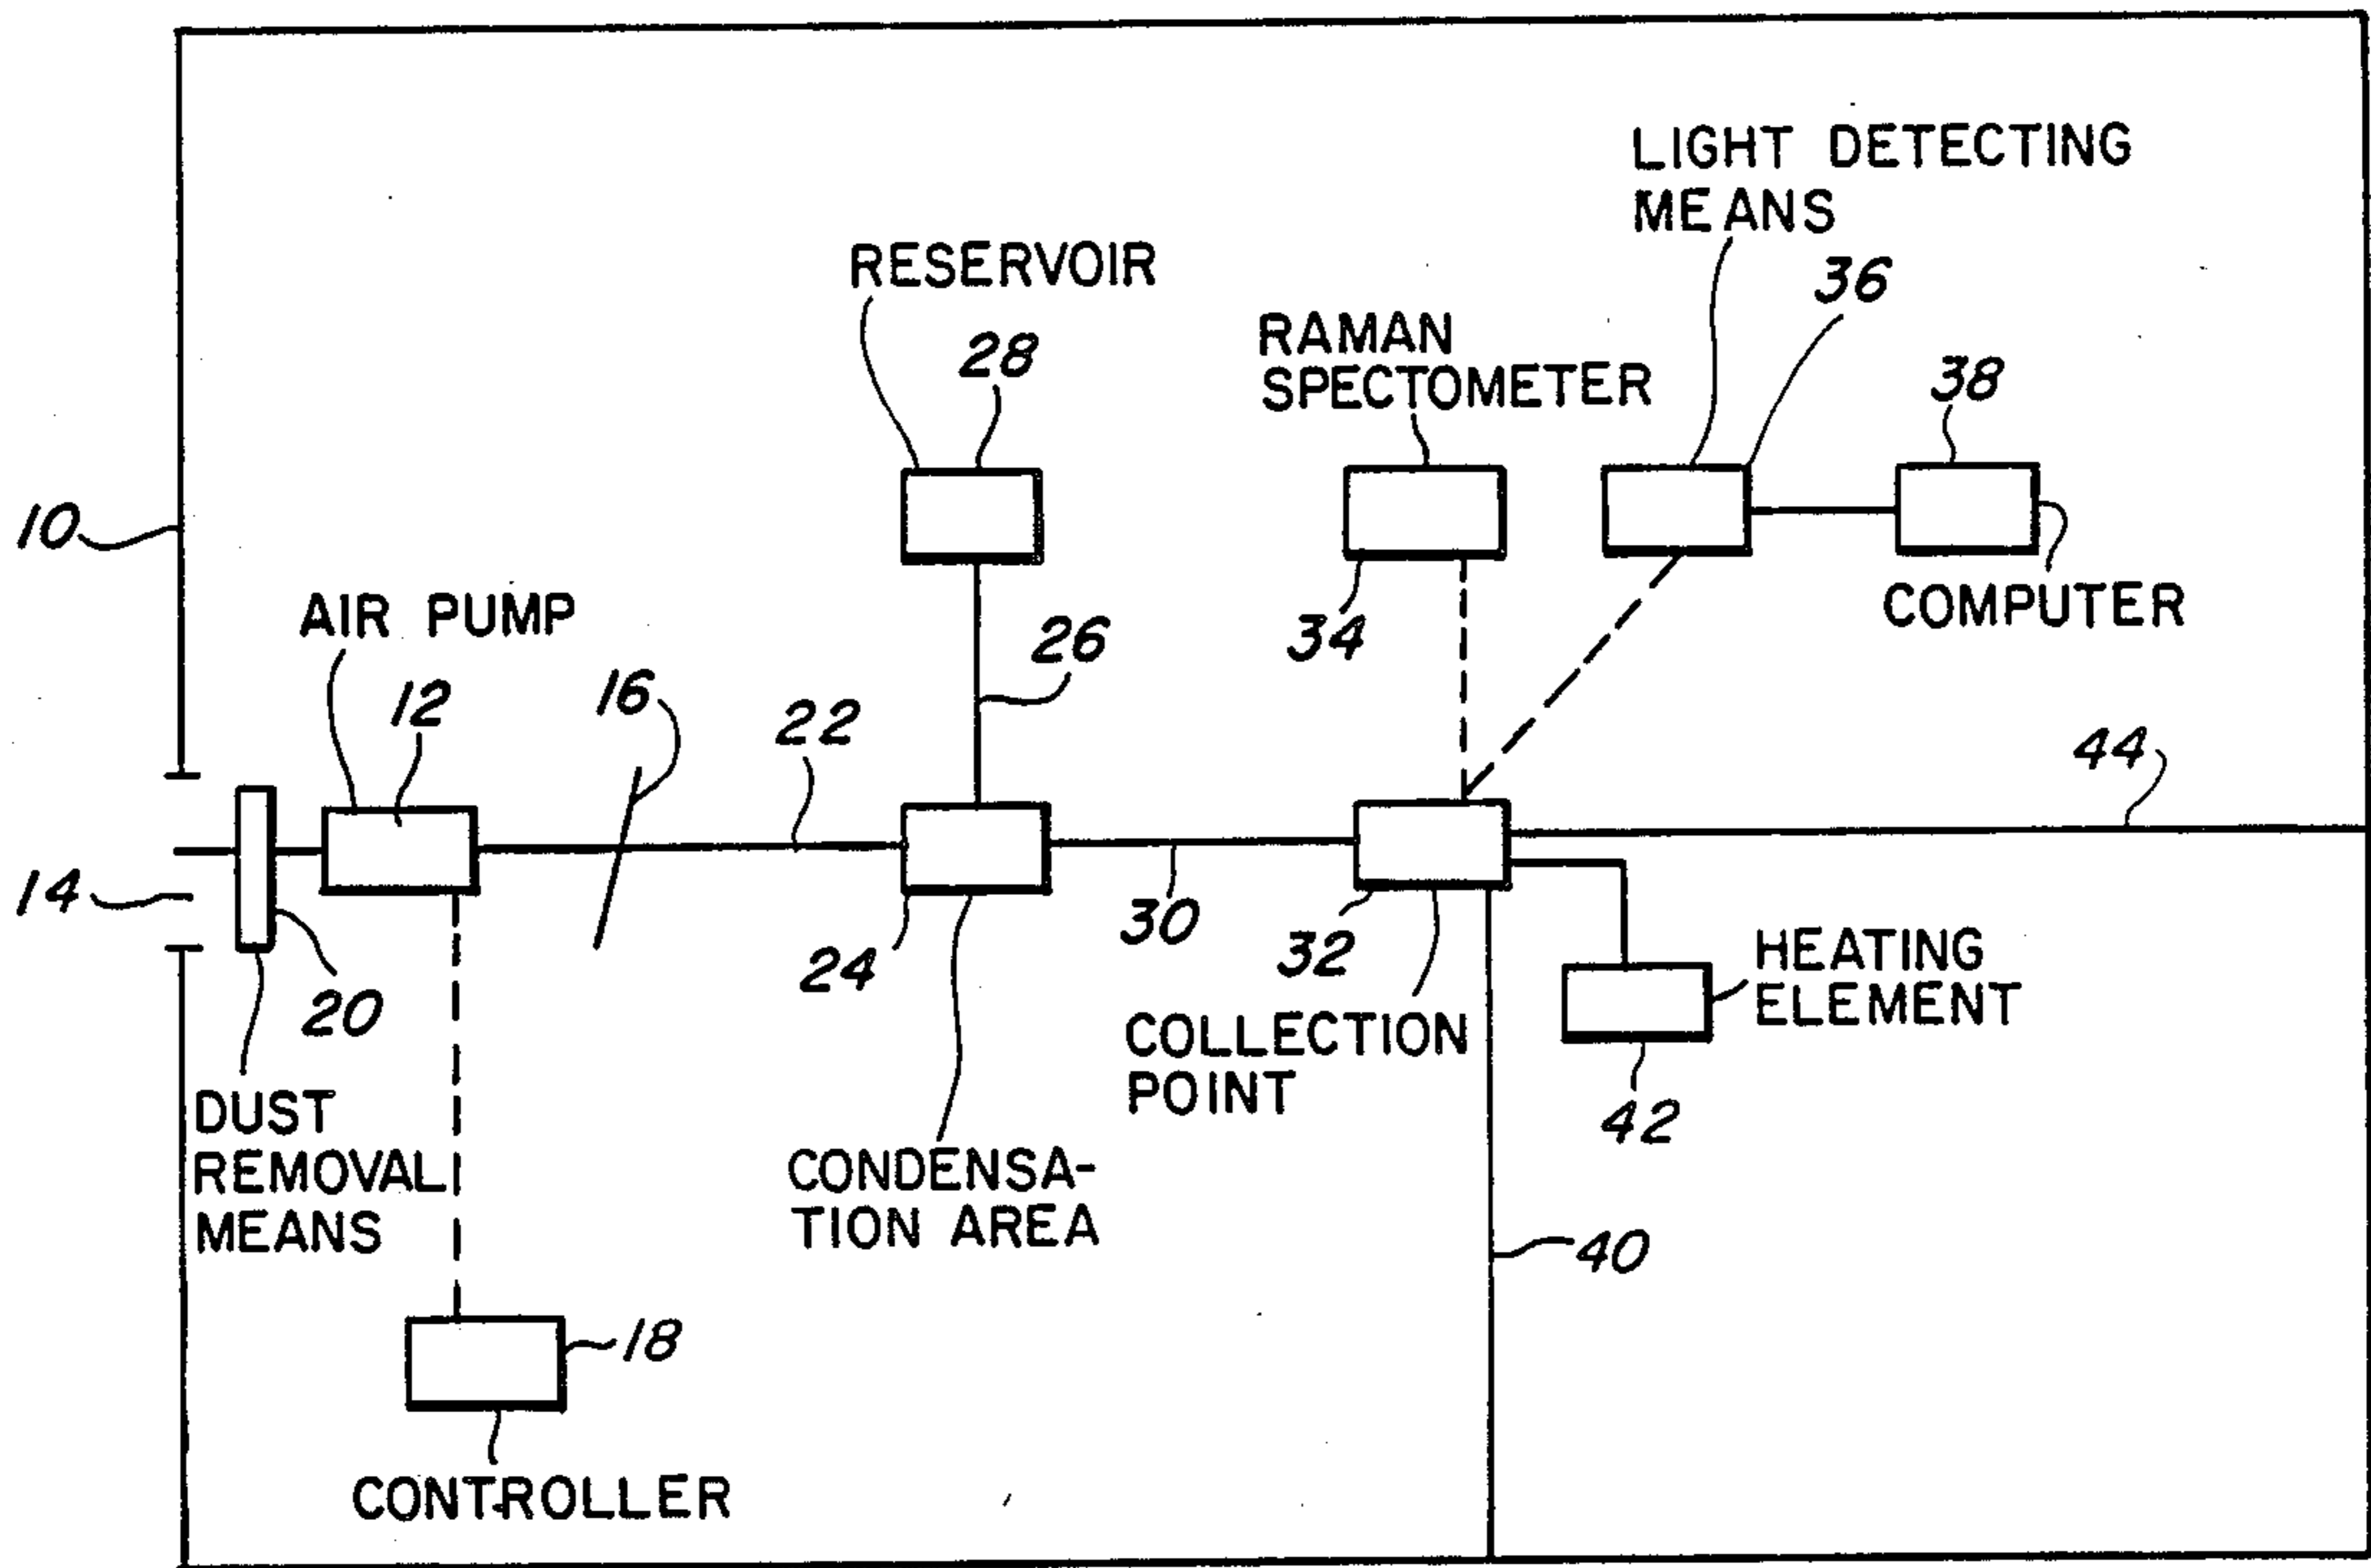 LIGHT DETECTING
MEANS
36
RESERVOIR
28
RAMAN
SPECTOMETER
38
10
34
COMPUTER
AIR PUMP
12
16
22
26
44
14
20
24
30
32
HEATING
ELEMENT
COLLECTION
POINT
42
DUST
REMOVAL
MEANS
CONDENSA-
TION AREA
40
18
CONTROLLER